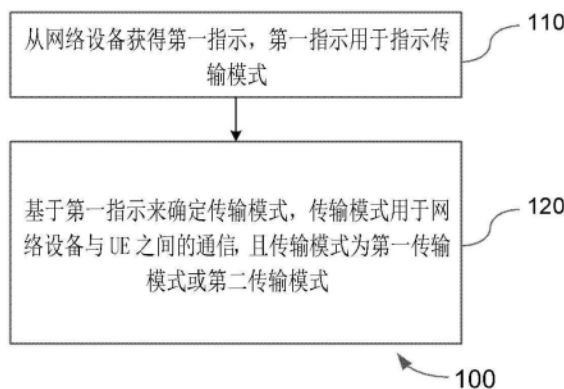 从网络设备获得第一指示，第一指示用于指示传
输模式
110
基于第一指示来确定传输模式，传输模式用于网
络设备与 UE 之间的通信，且传输模式为第一传输
模式或第二传输模式
120
100